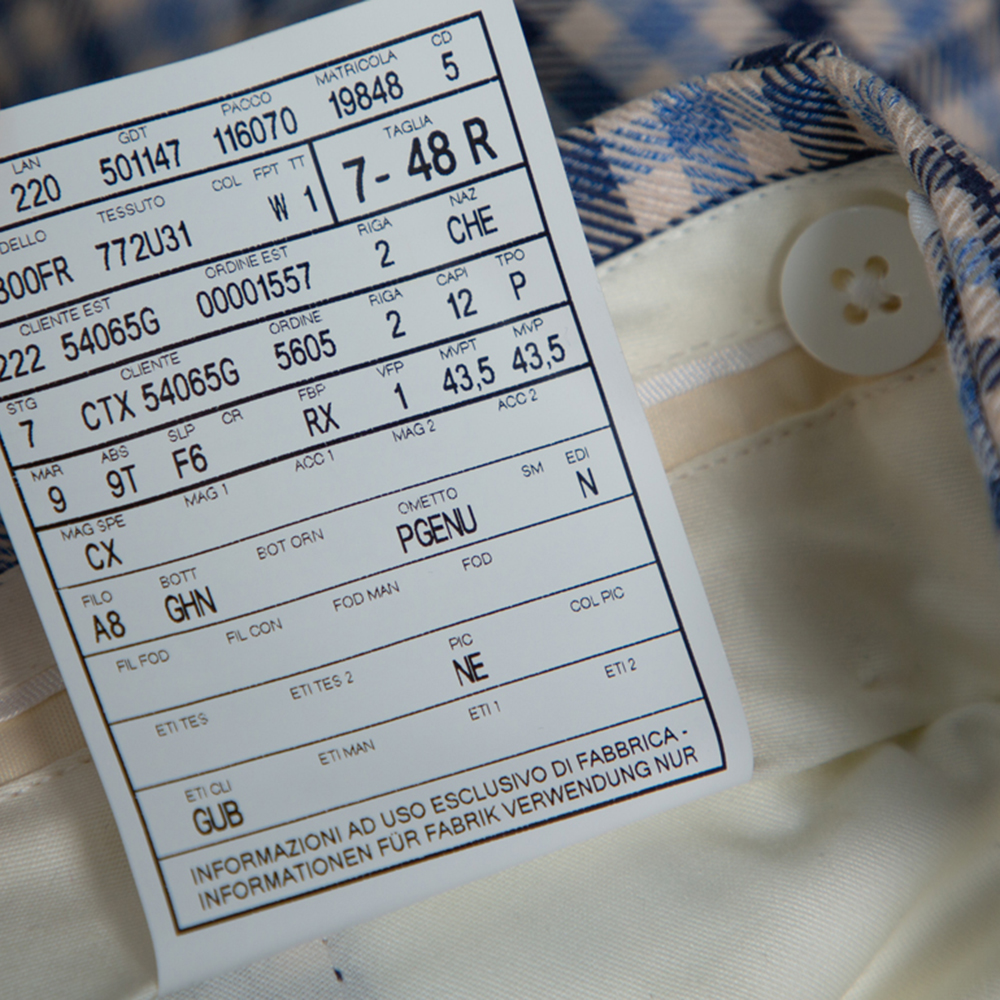 LAN GDT PACCO MATRICOLA CD
220 501147 116070 19848 5
DELLO TESSUTO COL FPT TT TAGLIA
800FR 772U31 W 1 7- 48 R
CLIENTE EST ORDINE EST RIGA NAZ
222 54065G 00001557 2 CHE
STG CLIENTE ORDINE RIGA CAPI TPO
7 CTX 54065G 5605 2 12 P
MAR ABS SLP CR FBP VFP MVPT MVP
9 9T F6 RX 1 43,5 43,5
MAG SPE MAG 1 ACC 1 MAG 2 ACC 2
CX
FILO BOTT BOT ORN OMETTO SM EDI
A8 GHN PGENU N
FIL FOD FIL CON FOD MAN FOD
ETI TES ETI TES 2 PIC COL PIC
NE
ETI CLI ETI MAN ETI 1 ETI 2
GUB
INFORMAZIONI AD USO ESCLUSIVO DI FABBRICA -
INFORMATIONEN FÜR FABRIK VERWENDUNG NUR